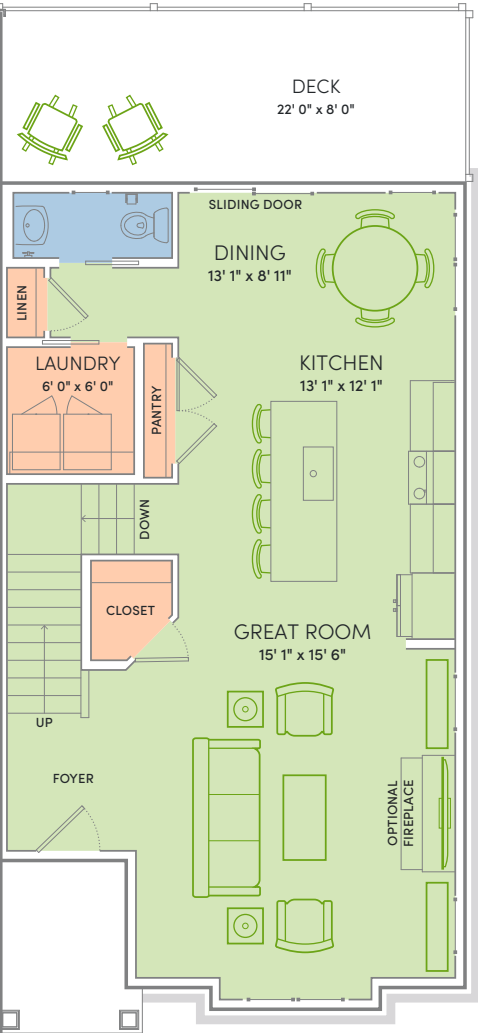 DECK
22' 0" x 8' 0"
SLIDING DOOR
DINING
13' 1" x 8' 11"
LINEN
LAUNDRY
6' 0" x 6' 0"
KITCHEN
13' 1" x 12' 1"
PANTRY
DOWN
CLOSET
GREAT ROOM
15' 1" x 15' 6"
UP
FOYER
OPTIONAL
FIREPLACE